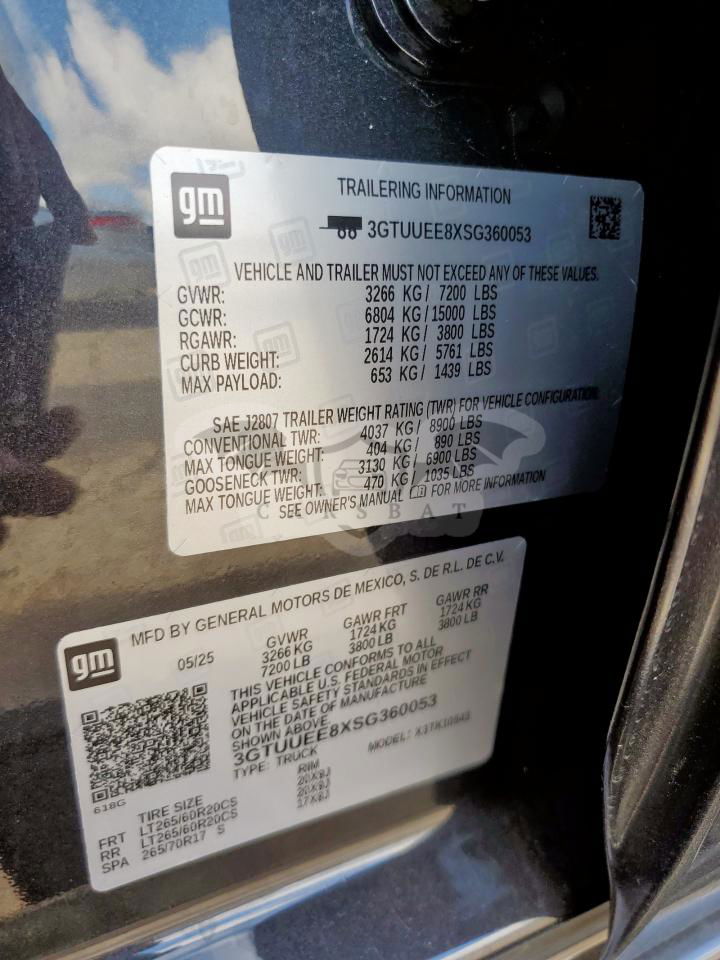 gm
TRAILERING INFORMATION
3GTUUEE8XSG360053
VEHICLE AND TRAILER MUST NOT EXCEED ANY OF THESE VALUES.
GVWR: 3266 KG/ 7200 LBS
GCWR: 6804 KG/15000 LBS
RGAWR: 1724 KG/ 3800 LBS
CURB WEIGHT: 2614 KG/ 5761 LBS
MAX PAYLOAD: 653 KG/ 1439 LBS
SAE J2807 TRAILER WEIGHT RATING (TWR) FOR VEHICLE CONFIGURATION.
CONVENTIONAL TWR: 4037 KG/ 8900 LBS
MAX TONGUE WEIGHT: 404 KG/ 890 LBS
GOOSENECK TWR: 3130 KG/ 6900 LBS
MAX TONGUE WEIGHT: 470 KG/ 1035 LBS
SEE OWNER'S MANUAL FOR MORE INFORMATION
CARSBAT
gm
MFD BY GENERAL MOTORS DE MEXICO, S. DE R.L. DE C.V.
05/25 GVWR GAWR FRT GAWR RR
3266 KG 1724 KG 1724 KG
7200 LB 3800 LB 3800 LB
THIS VEHICLE CONFORMS TO ALL
APPLICABLE U.S. FEDERAL MOTOR
VEHICLE SAFETY STANDARDS IN EFFECT
ON THE DATE OF MANUFACTURE
SHOWN ABOVE.
3GTUUEE8XSG360053
TYPE: TRUCK MODEL:
618G
TIRE SIZE RIM
FRT LT265/60R20CS 20X9J
RR LT265/60R20CS 20X9J
SPA 265/70R17 S 17X8J